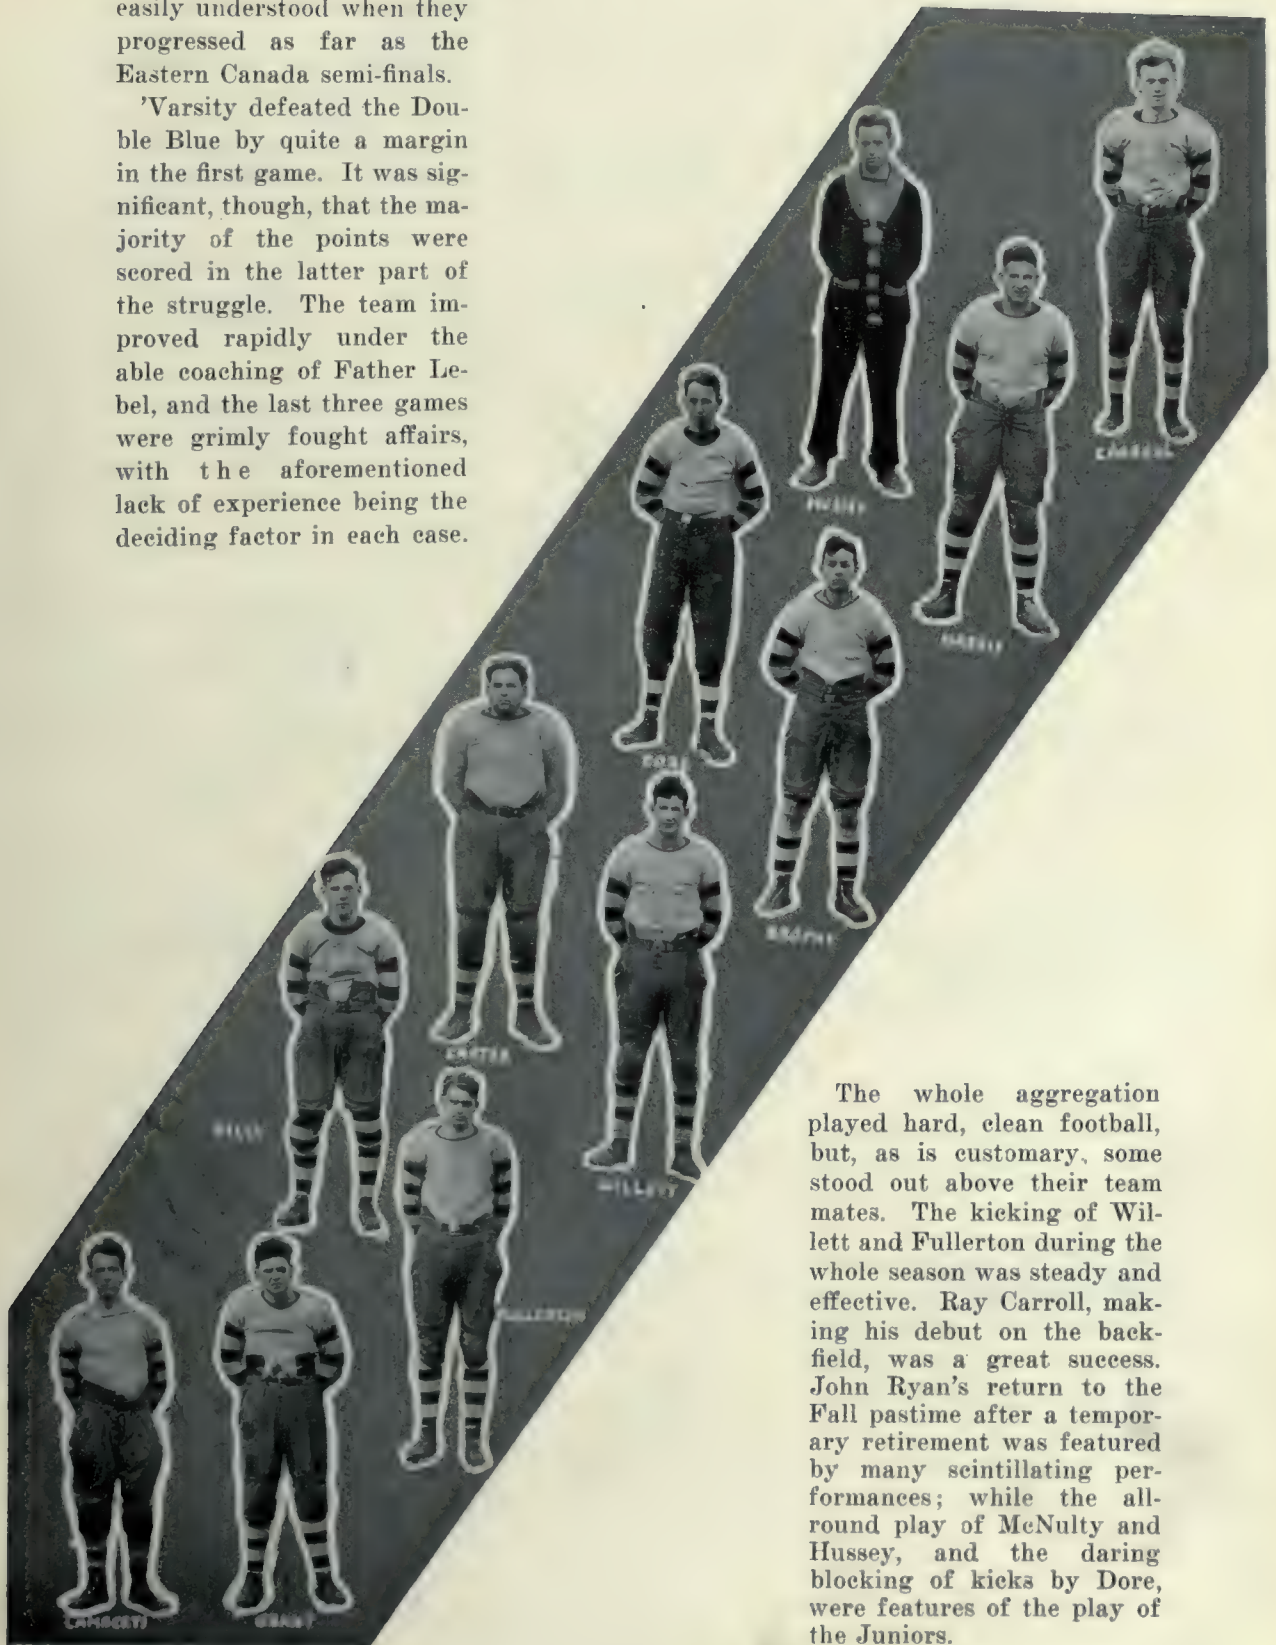 easily understood when they
progressed as far as the
Eastern Canada semi-finals.
'Varsity defeated the Dou-
ble Blue by quite a margin
in the first game. It was sig-
nificant, though, that the ma-
jority of the points were
scored in the latter part of
the struggle. The team im-
proved rapidly under the
able coaching of Father Le-
bel, and the last three games
were grimly fought affairs,
with the aforementioned
lack of experience being the
deciding factor in each case.
CARTER
WILLETT
FULLERTON
The whole aggregation
played hard, clean football,
but, as is customary, some
stood out above their team
mates. The kicking of Wil-
lett and Fullerton during the
whole season was steady and
effective. Ray Carroll, mak-
ing his debut on the back-
field, was a great success.
John Ryan's return to the
Fall pastime after a tempor-
ary retirement was featured
by many scintillating per-
formances; while the all-
round play of McNulty and
Hussey, and the daring
blocking of kicks by Dore,
were features of the play of
the Juniors.